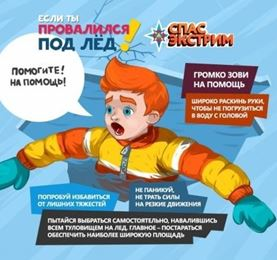 ЕСЛИ ТЫ
ПРОВАЛИЛСЯ
ПОД ЛЁД!
СПАС
ЭКСТРИМ
ПОМОГИТЕ!
НА ПОМОЩЬ!
ГРОМКО ЗОВИ
НА ПОМОЩЬ
ШИРОКО РАСКИНЬ РУКИ,
ЧТОБЫ НЕ ПОГРУЗИТЬСЯ
В ВОДУ С ГОЛОВОЙ
ПОПРОБУЙ ИЗБАВИТЬСЯ
ОТ ЛИШНИХ ТЯЖЕСТЕЙ
НЕ ПАНИКУЙ,
НЕ ТРАТЬ СИЛЫ
НА РЕЗКИЕ ДВИЖЕНИЯ
ПЫТАЙСЯ ВЫБРАТЬСЯ САМОСТОЯТЕЛЬНО, НАВАЛИВШИСЬ
ВСЕМ ТУЛОВИЩЕМ НА ЛЕД, ГЛАВНОЕ – ПОСТАРАТЬСЯ
ОБЕСПЕЧИТЬ НАИБОЛЕЕ ШИРОКУЮ ПЛОЩАДЬ